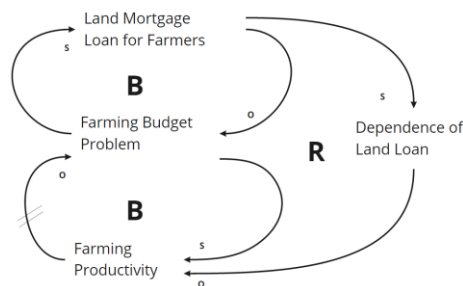 Land Mortgage
Loan for Farmers
s
B
o
s
Farming Budget
Problem
Dependence of
Land Loan
R
o
B
s
Farming
Productivity
o